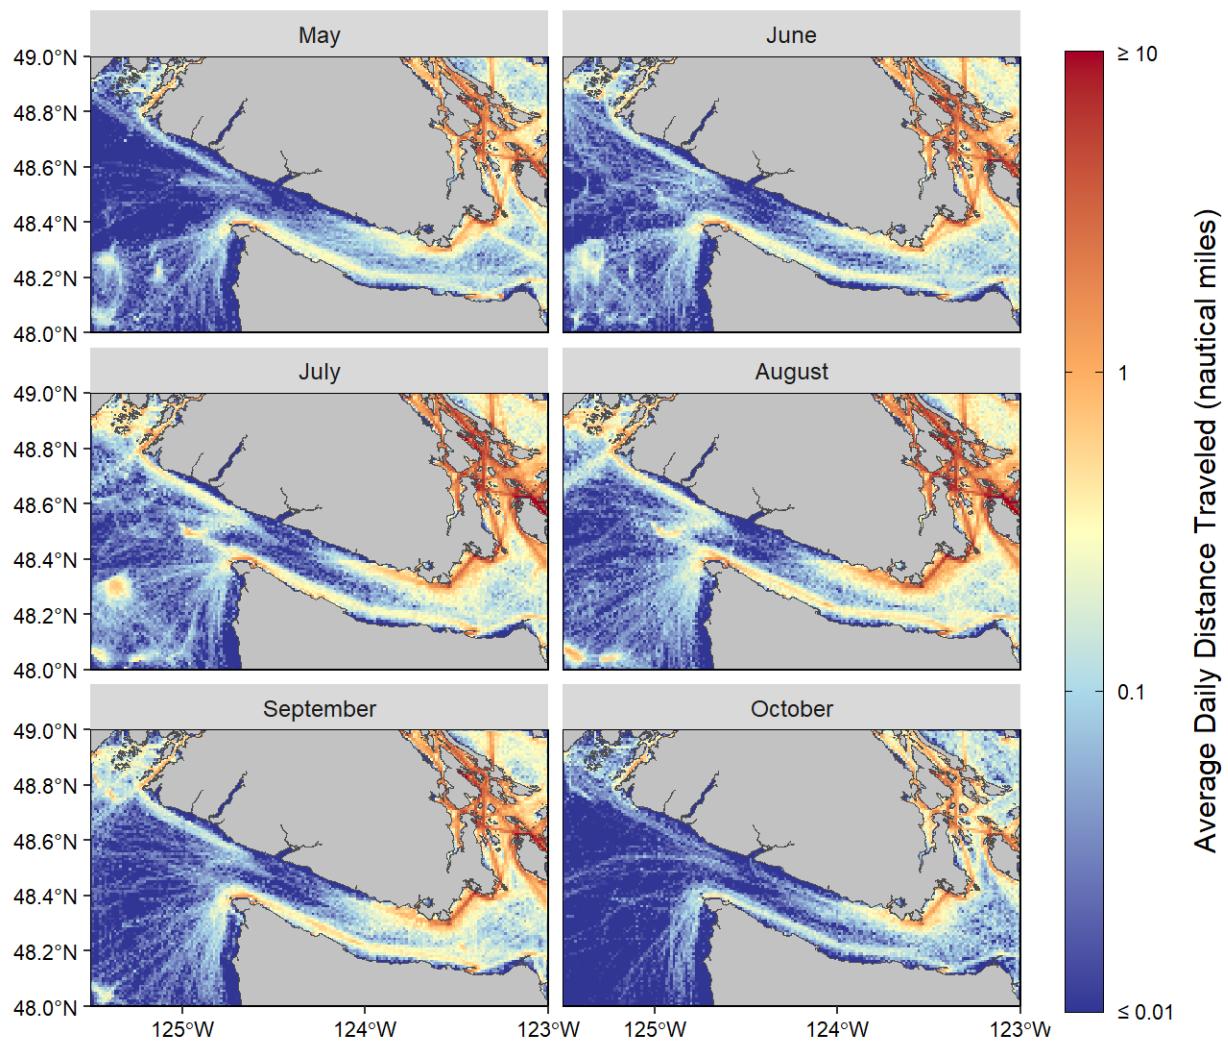 May
June
49.0°N
48.8°N
48.6°N
48.4°N
48.2°N
48.0°N
July
August
49.0°N
48.8°N
48.6°N
48.4°N
48.2°N
48.0°N
September
October
49.0°N
48.8°N
48.6°N
48.4°N
48.2°N
48.0°N
125°W
124°W
123°W
125°W
124°W
123°W
≥ 10
1
0.1
≤ 0.01
Average Daily Distance Traveled (nautical miles)